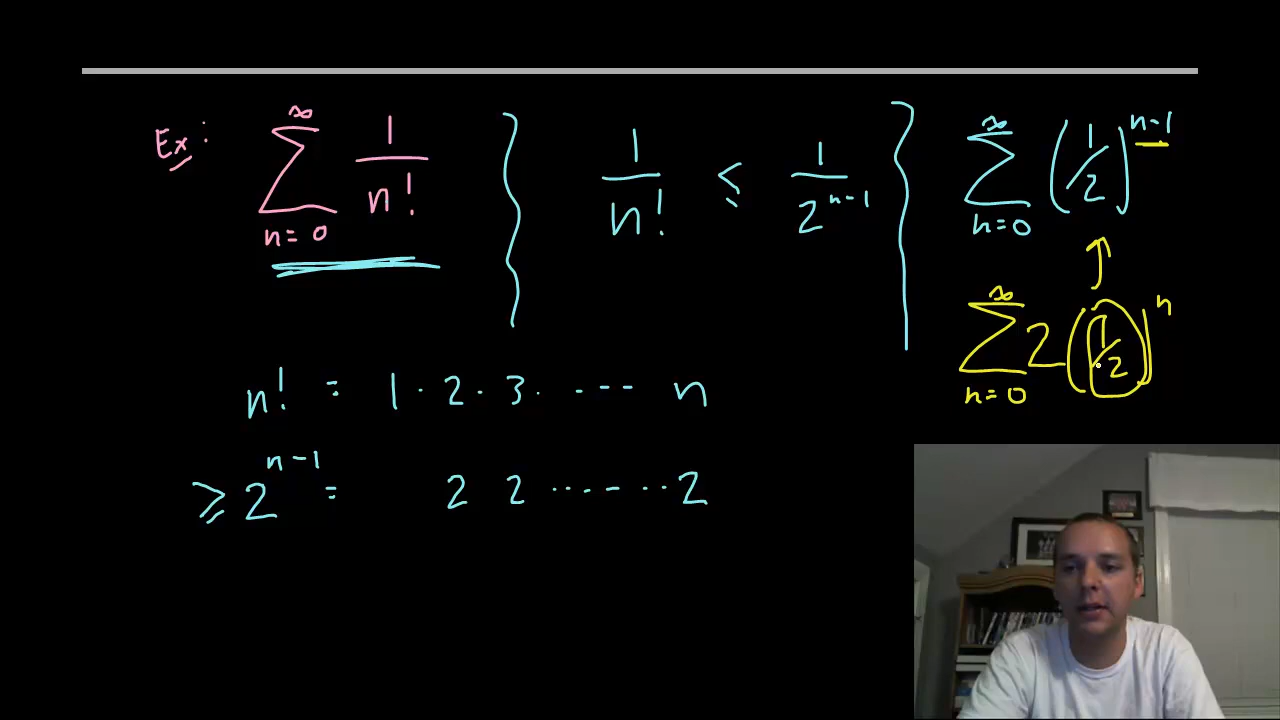 Ex: ∞ ∑ n=0 1/n!
1/n! ≤ 1/2^(n-1)
∞ ∑ n=0 (1/2)^(n-1)
↑
∞ ∑ n=0 2(1/2)^n
n! = 1 · 2 · 3 · · --- n
≥ 2^(n-1) = 2 2 ··.-··· 2